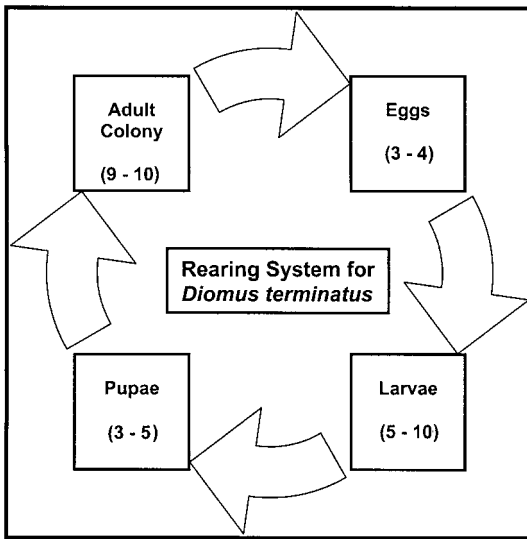 Adult
Colony
(9 - 10)
Eggs
(3 - 4)
Rearing System for
Diomus terminatus
Pupae
(3 - 5)
Larvae
(5 - 10)